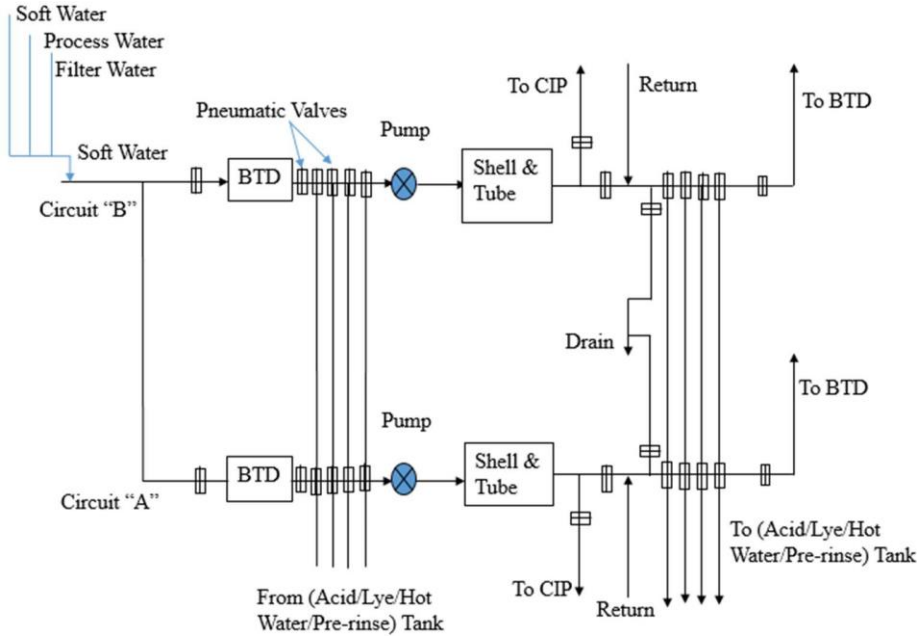 Soft Water
Process Water
Filter Water
Soft Water
Circuit “B”
Pneumatic Valves
BTD
Pump
Shell &
Tube
To CIP
Return
To BTD
Drain
Circuit “A”
BTD
Pump
Shell &
Tube
To CIP
Return
To BTD
From (Acid/Lye/Hot
Water/Pre-rinse) Tank
To (Acid/Lye/Hot
Water/Pre-rinse) Tank